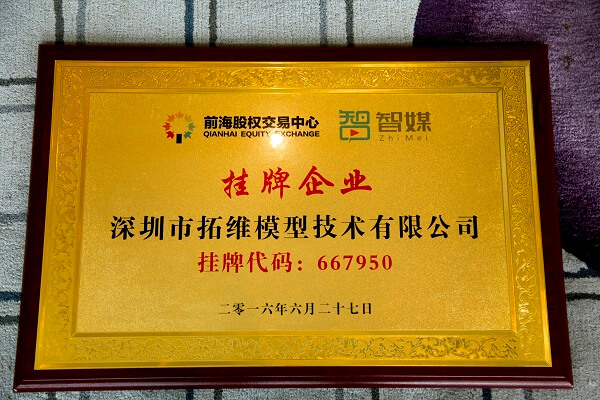 前海股权交易中心 智 智媒
QIANHAI EQUITY EXCHANGE ZhiMei
挂牌企业
深圳市拓维模型技术有限公司
挂牌代码：667950
二零一六年六月二十七日